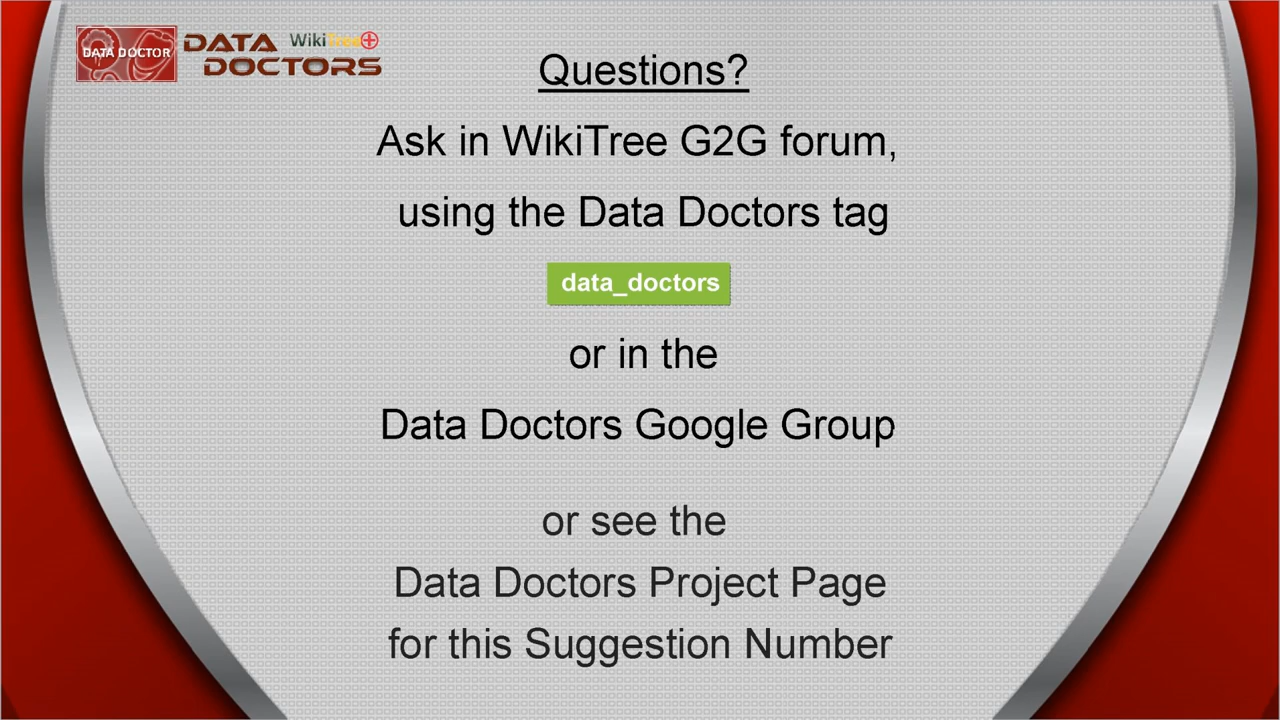 DATA DOCTOR
DATA
WikiTree+
DOCTORS
Questions?
Ask in WikiTree G2G forum,
using the Data Doctors tag
data_doctors
or in the
Data Doctors Google Group
or see the
Data Doctors Project Page
for this Suggestion Number